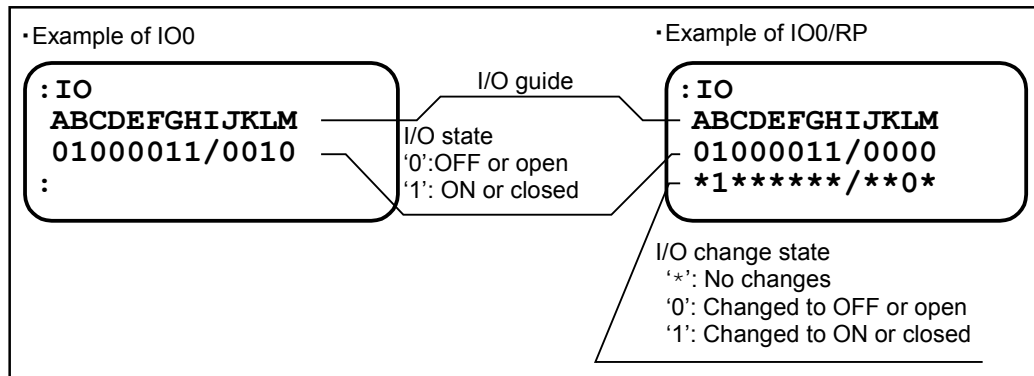 ・Example of IO0
:IO
ABCDEFGHIJKLM
01000011/0010
:
I/O guide
I/O state
‘0’:OFF or open
‘1’: ON or closed
・Example of IO0/RP
:IO
ABCDEFGHIJKLM
01000011/0000
*1******/**0*
I/O change state
‘*’: No changes
‘0’: Changed to OFF or open
‘1’: Changed to ON or closed